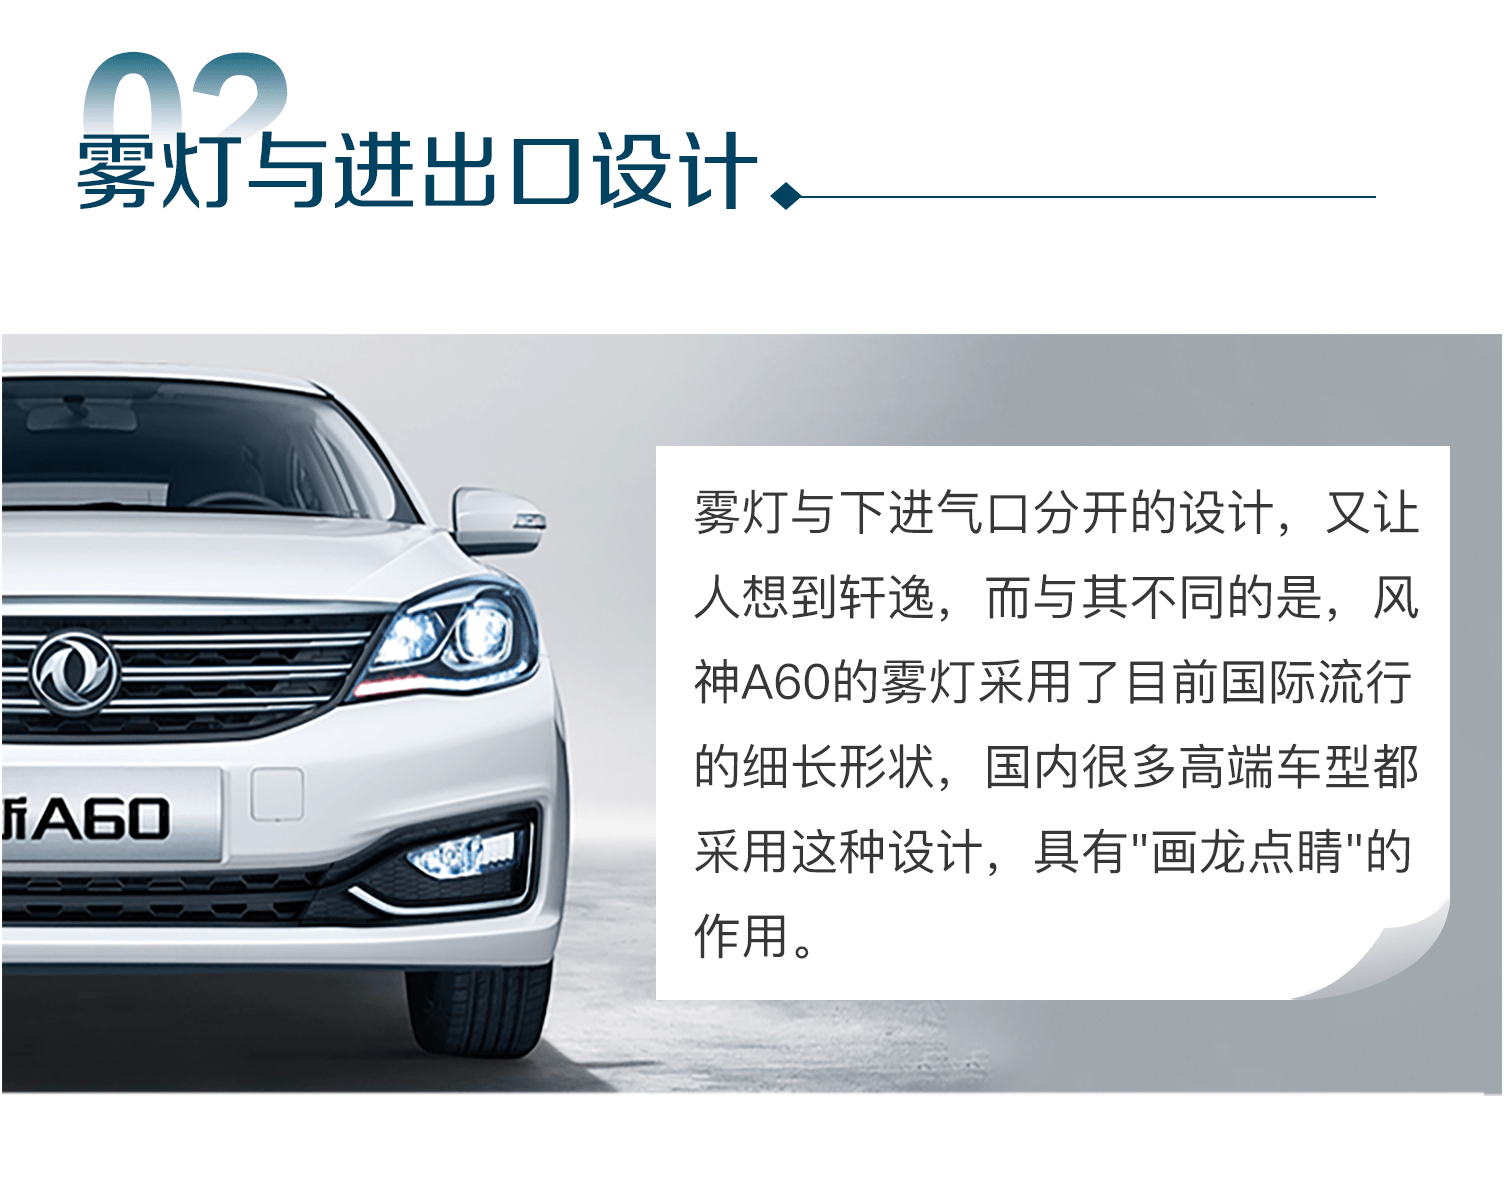 02
雾灯与进出口设计
雾灯与下进气口分开的设计，又让
人想到轩逸，而与其不同的是，风
神A60的雾灯采用了目前国际流行
的细长形状，国内很多高端车型都
采用这种设计，具有"画龙点睛"的
作用。
A60